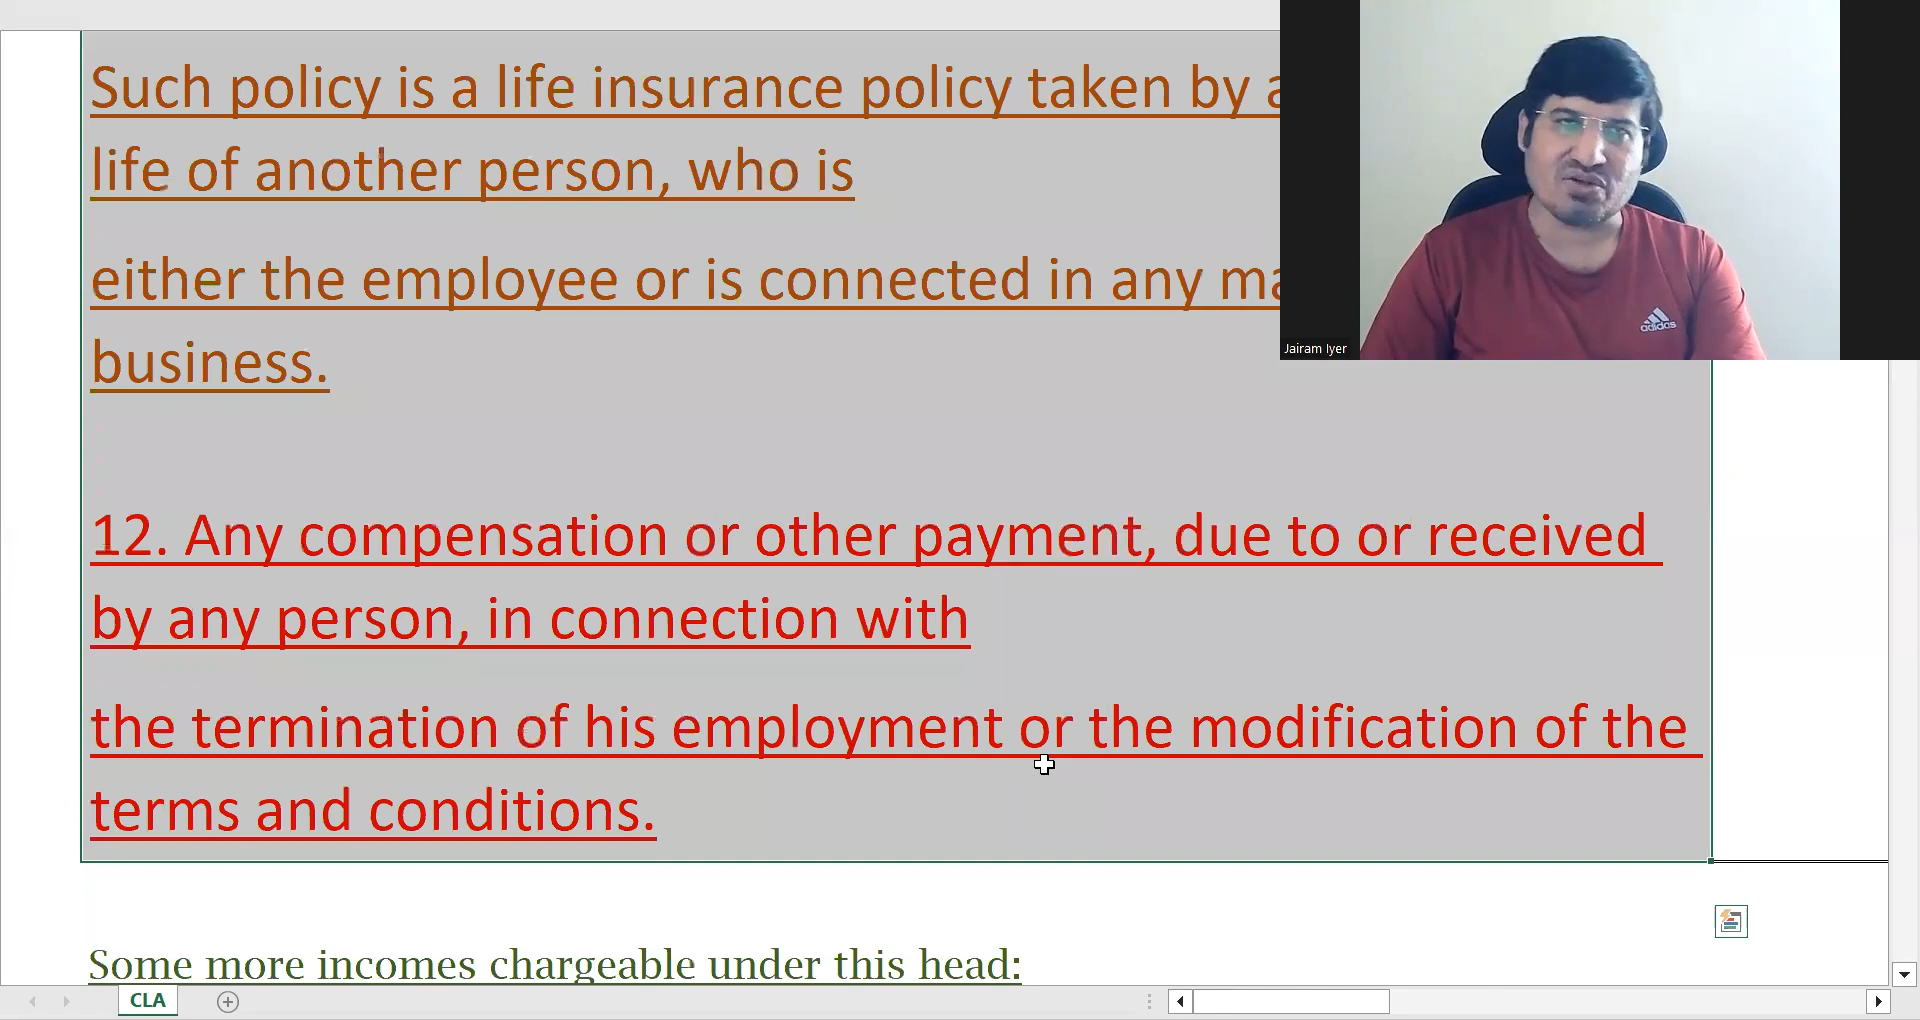 Such policy is a life insurance policy taken by a
life of another person, who is
either the employee or is connected in any
business.
12. Any compensation or other payment, due to or received
by any person, in connection with
the termination of his employment or the modification of the
terms and conditions.
Some more incomes chargeable under this head:
CLA
Jairam Iyer
adidas